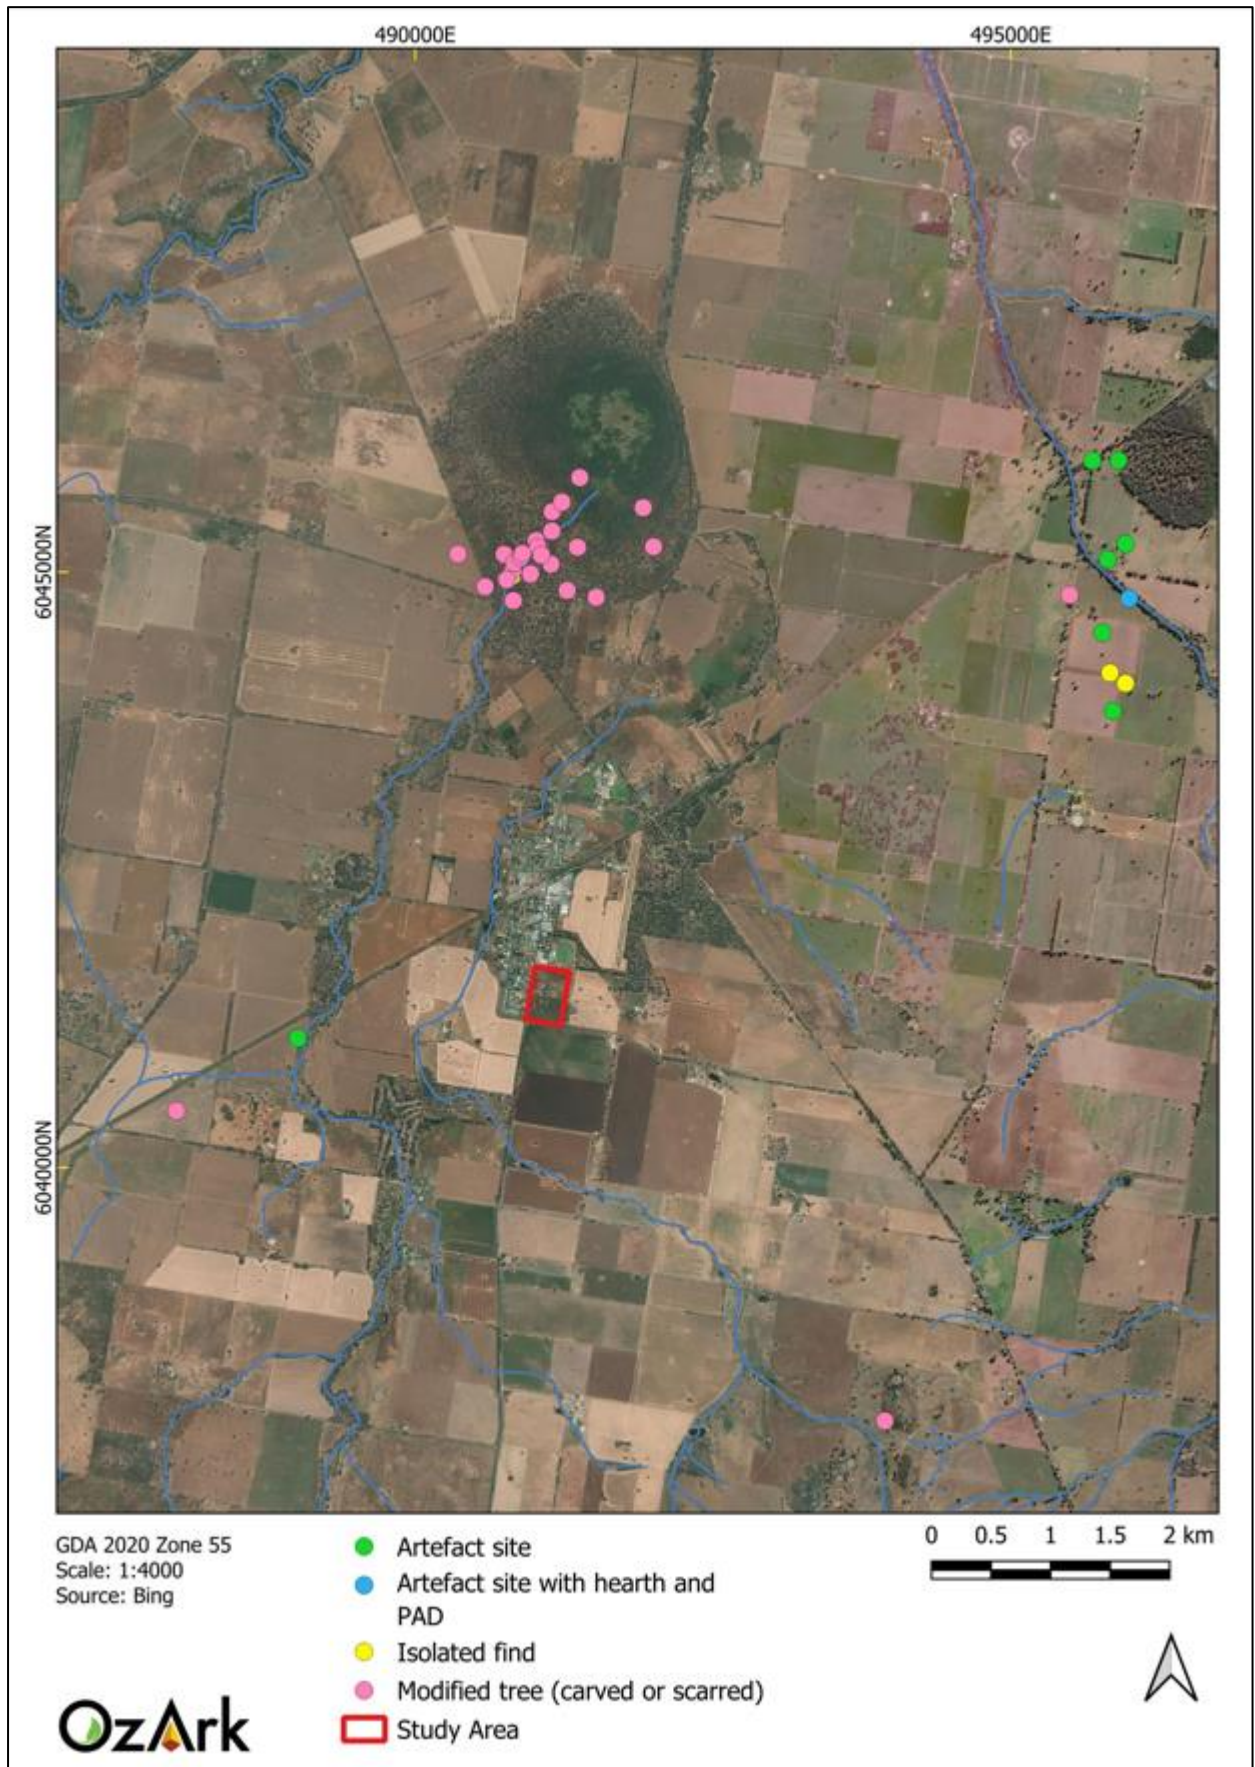 490000E
495000E
6045000N
6040000N
GDA 2020 Zone 55
Scale: 1:4000
Source: Bing
Artefact site
Artefact site with hearth and
PAD
Isolated find
Modified tree (carved or scarred)
Study Area
0 0.5 1 1.5 2 km
OzArk